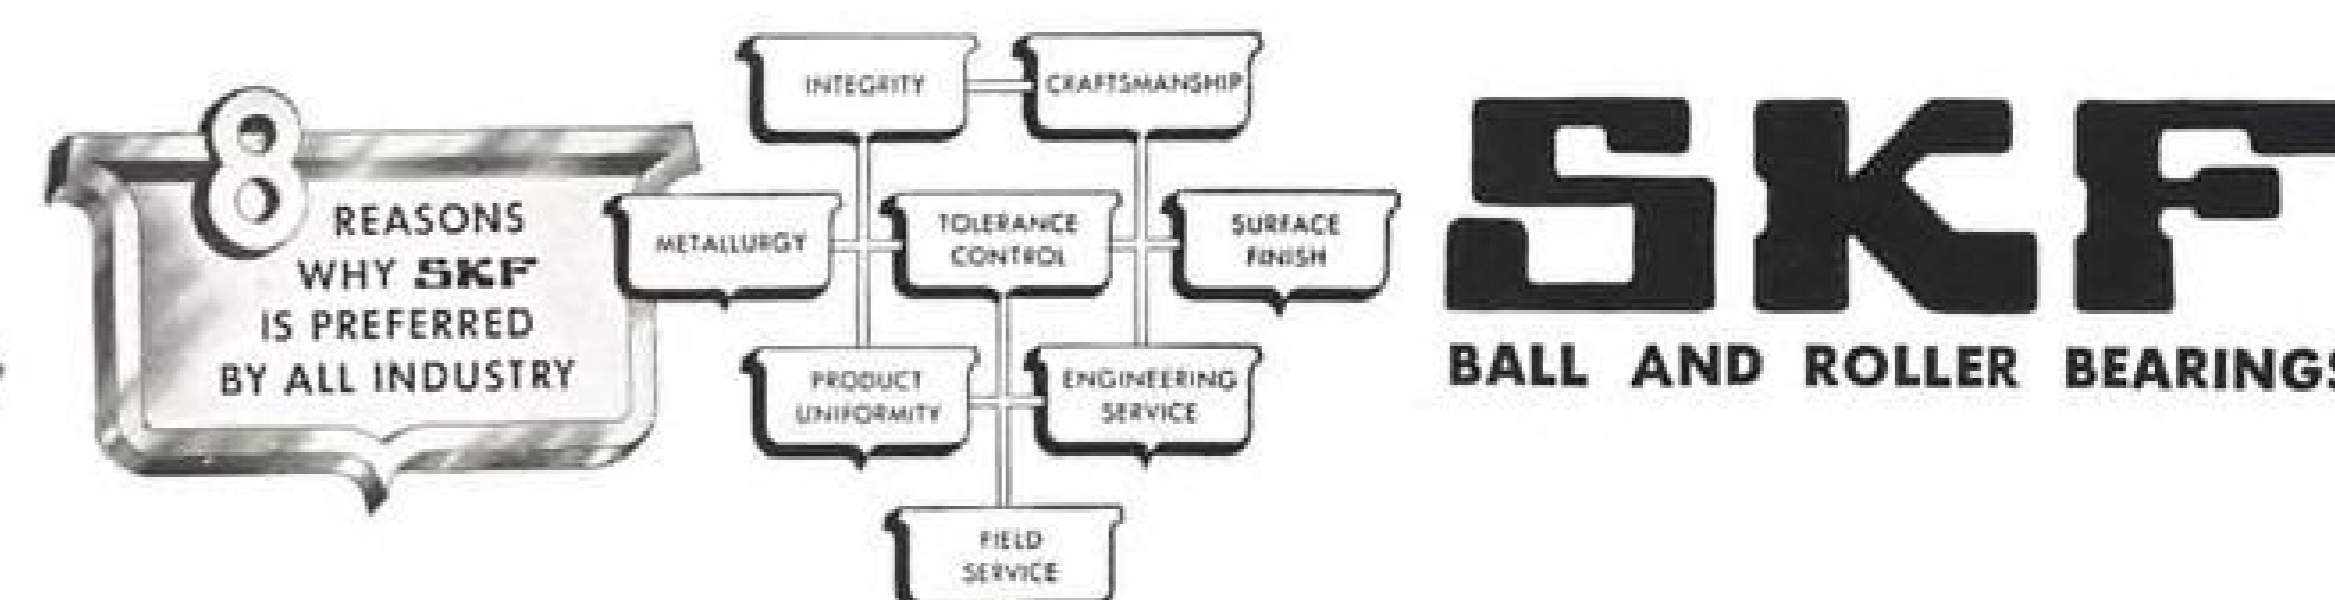 8
REASONS
WHY SKF
IS PREFERRED
BY ALL INDUSTRY
INTEGRITY
CRAFTSMANSHIP
METALLURGY
TOLERANCE
CONTROL
SURFACE
FINISH
PRODUCT
UNIFORMITY
ENGINEERING
SERVICE
FIELD
SERVICE
SKF
BALL AND ROLLER BEARINGS